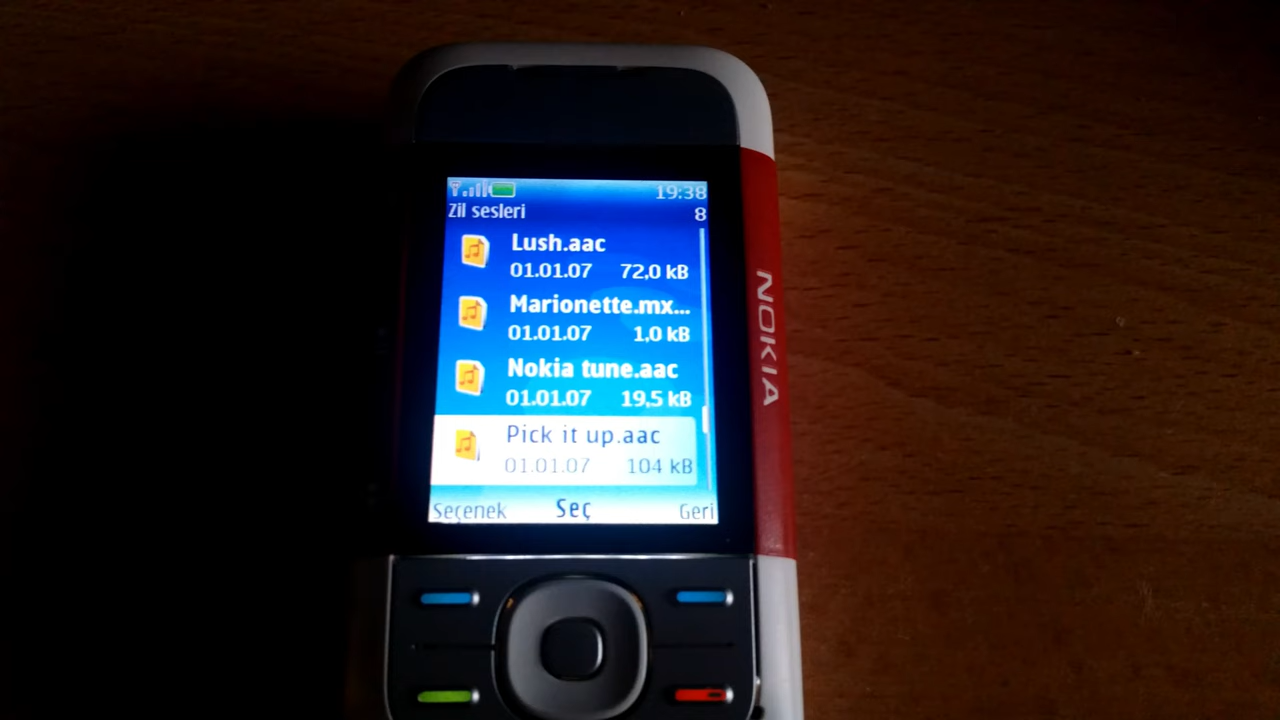 19:38
Zil sesleri 8
Lush.aac
01.01.07 72,0 kB
Marionette.mx...
01.01.07 1,0 kB
Nokia tune.aac
01.01.07 19,5 kB
Pick it up.aac
01.01.07 104 kB
Seçenek Seç Geri
NOKIA